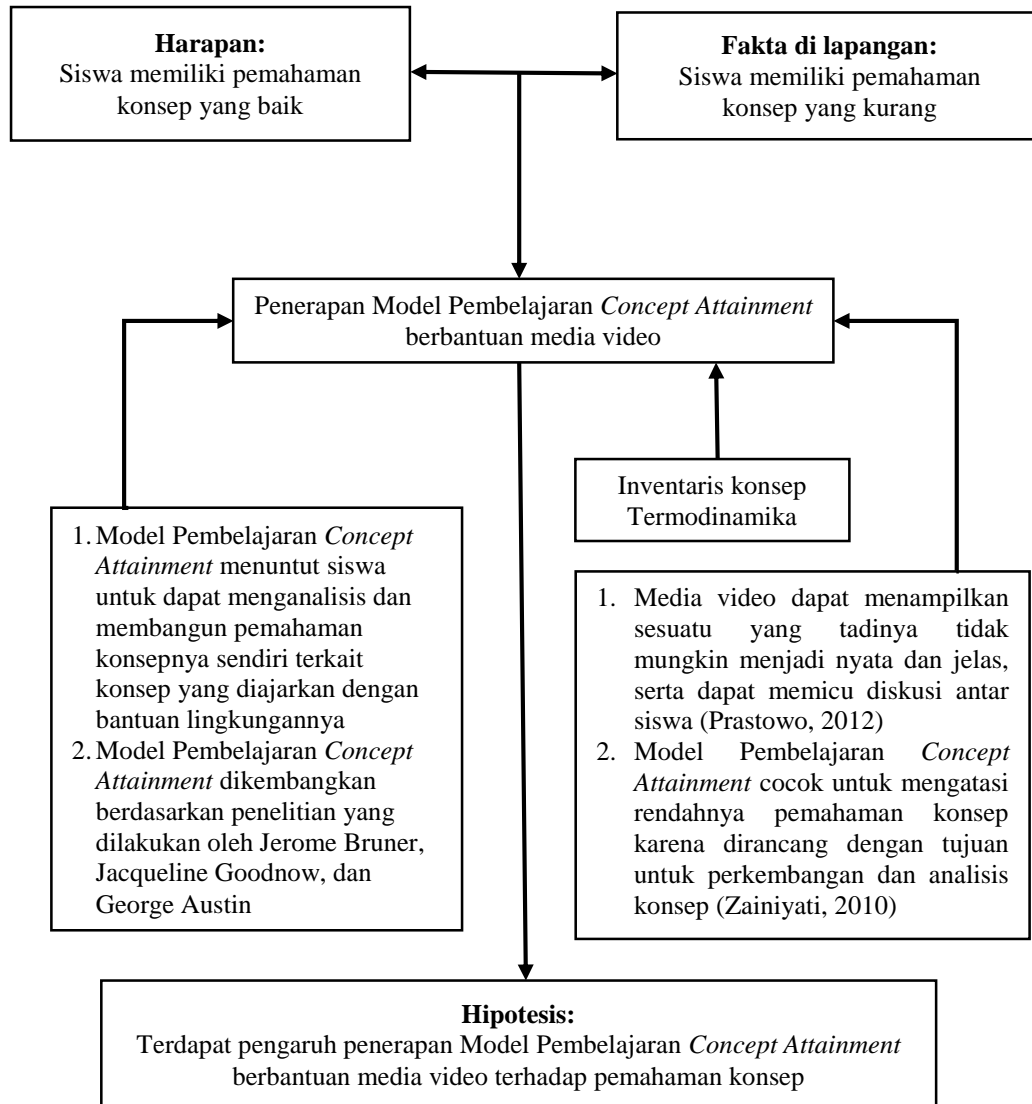 Harapan:
Siswa memiliki pemahaman
konsep yang baik
Fakta di lapangan:
Siswa memiliki pemahaman
konsep yang kurang
Penerapan Model Pembelajaran Concept Attainment
berbantuan media video
Inventaris konsep
Termodinamika
1. Model Pembelajaran Concept
Attainment menuntut siswa
untuk dapat menganalisis dan
membangun pemahaman
konsepnya sendiri terkait
konsep yang diajarkan dengan
bantuan lingkungannya
2. Model Pembelajaran Concept
Attainment dikembangkan
berdasarkan penelitian yang
dilakukan oleh Jerome Bruner,
Jacqueline Goodnow, dan
George Austin
1. Media video dapat menampilkan
sesuatu yang tadinya tidak
mungkin menjadi nyata dan jelas,
serta dapat memicu diskusi antar
siswa (Prastowo, 2012)
2. Model Pembelajaran Concept
Attainment cocok untuk mengatasi
rendahnya pemahaman konsep
karena dirancang dengan tujuan
untuk perkembangan dan analisis
konsep (Zainiyati, 2010)
Hipotesis:
Terdapat pengaruh penerapan Model Pembelajaran Concept Attainment
berbantuan media video terhadap pemahaman konsep